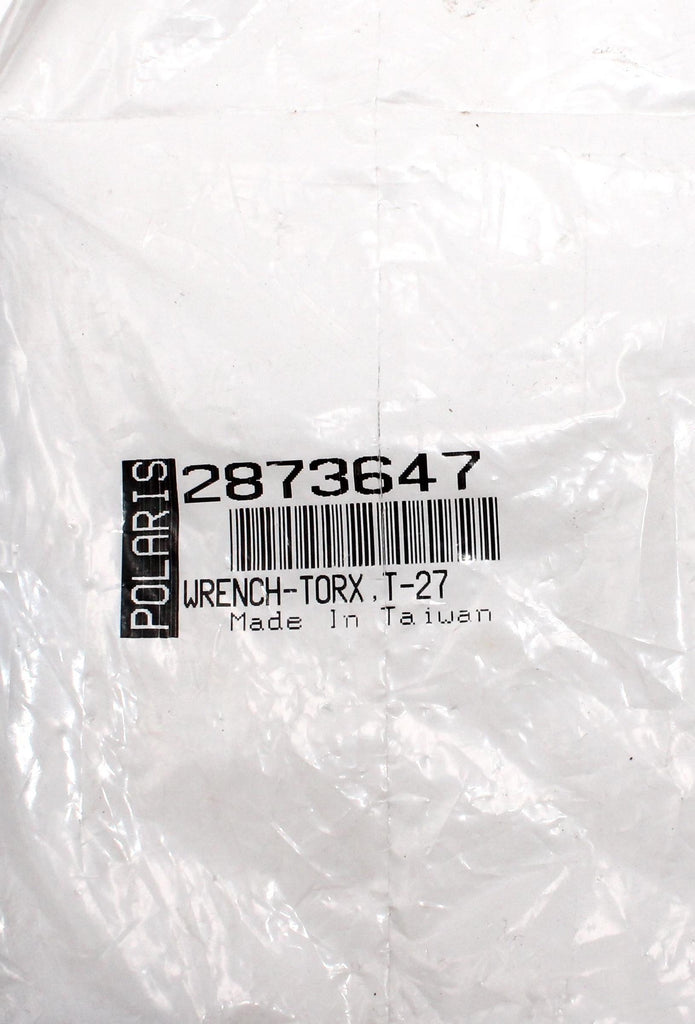 POLARIS
2873647
WRENCH-TORX,T-27
Made In Taiwan